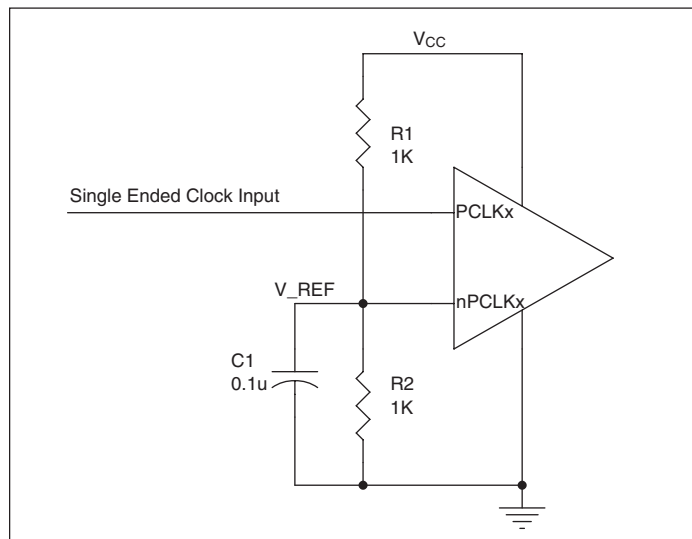 VCC
R1
1K
Single Ended Clock Input
PCLKx
V_REF
nPCLKx
C1
0.1u
R2
1K